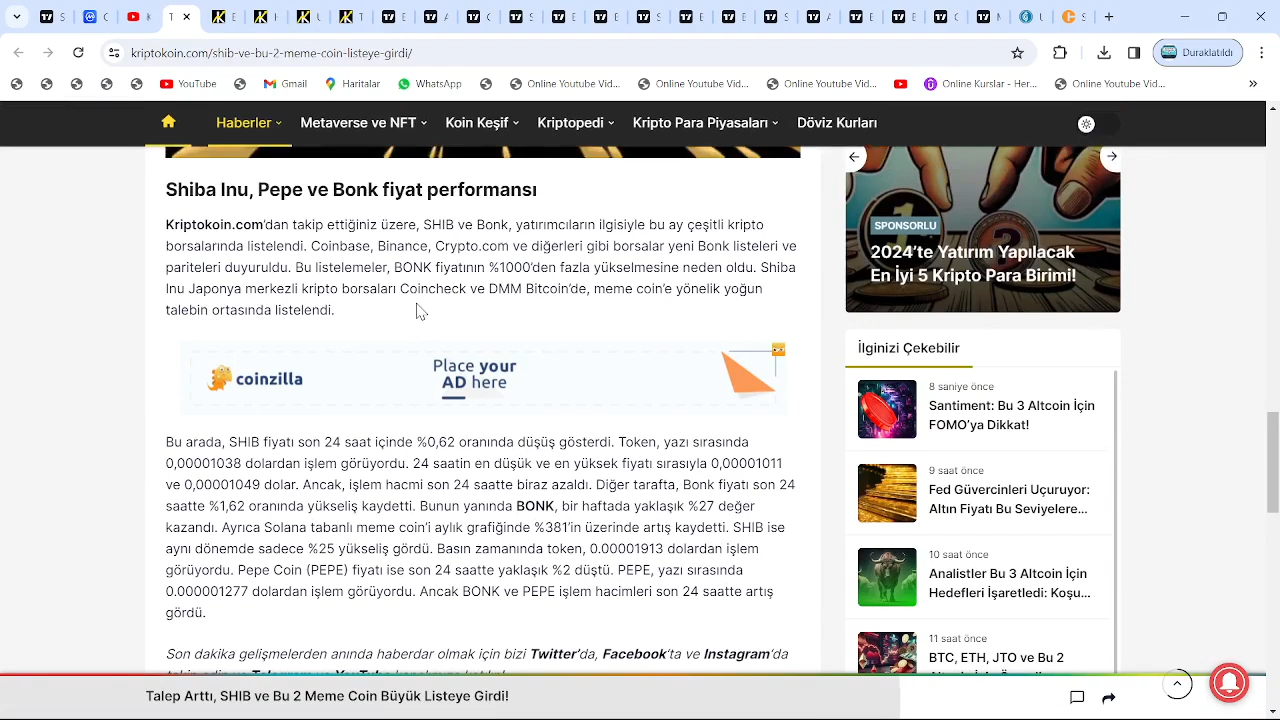 kriptokoin.com/shib-ve-bu-2-meme-coin-listeye-girdi/
Duraklatıldı
YouTube
Gmail
Haritalar
WhatsApp
Online Youtube Vid...
Online Youtube Vid...
Online Youtube Vid...
Online Kurslar - Her...
Online Youtube Vid...
Haberler
Metaverse ve NFT
Koin Keşif
Kriptopedi
Kripto Para Piyasaları
Döviz Kurları
Shiba Inu, Pepe ve Bonk fiyat performansı
Kriptokoin.com'dan takip ettiğiniz üzere, SHIB ve Bonk, yatırımcıların ilgisiyle bu ay çeşitli kripto
borsalarında listelendi. Coinbase, Binance, Crypto.com ve diğerleri gibi borsalar yeni Bonk listeleri ve
pariteleri duyuruldu. Bu listelemeler, BONK fiyatının %1000'den fazla yükselmesine neden oldu. Shiba
Inu Japonya merkezli kripto borsaları Coincheck ve DMM Bitcoin'de, meme coin'e yönelik yoğun
talebin ortasında listelendi.
coinzilla
Place your
AD here
Bu arada, SHIB fiyatı son 24 saat içinde %0,62 oranında düşüş gösterdi. Token, yazı sırasında
0,00001038 dolardan işlem görüyordu. 24 saatin en düşük ve en yüksek fiyatı sırasıyla 0,00001011
ve 0,00001049 dolar. Ancak, işlem hacmi son 24 saatte biraz azaldı. Diğer tarafta, Bonk fiyatı son 24
saatte %1,62 oranında yükseliş kaydetti. Bunun yanında BONK, bir haftada yaklaşık %27 değer
kazandı. Ayrıca Solana tabanlı meme coin'i aylık grafiğinde %381'in üzerinde artış kaydetti. SHIB ise
aynı dönemde sadece %25 yükseliş gördü. Basın zamanında token, 0.00001913 dolardan işlem
görüyordu. Pepe Coin (PEPE) fiyatı ise son 24 saatte yaklaşık %2 düştü. PEPE, yazı sırasında
0.000001277 dolardan işlem görüyordu. Ancak BONK ve PEPE işlem hacimleri son 24 saatte artış
gördü.
Son dakika gelişmelerden anında haberdar olmak için bizi Twitter'da, Facebook'ta ve Instagram'da
SPONSORLU
2024'te Yatırım Yapılacak
En İyi 5 Kripto Para Birimi!
İlginizi Çekebilir
8 saniye önce
Santiment: Bu 3 Altcoin İçin
FOMO'ya Dikkat!
9 saat önce
Fed Güvercinleri Uçuruyor:
Altın Fiyatı Bu Seviyelere...
10 saat önce
Analistler Bu 3 Altcoin İçin
Hedefleri İşaretledi: Koşu...
11 saat önce
BTC, ETH, JTO ve Bu 2
Talep Arttı, SHIB ve Bu 2 Meme Coin Büyük Listeye Girdi!